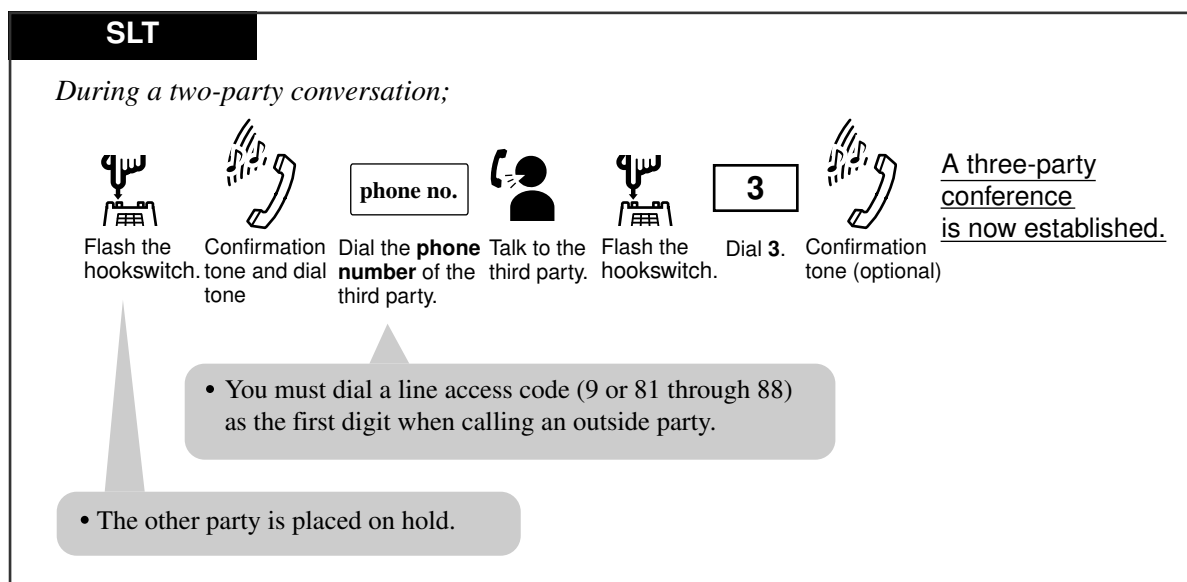 SLT
During a two-party conversation;
phone no.
3
Flash the
hookswitch.
Confirmation
tone and dial
tone
Dial the phone
number of the
third party.
Talk to the
third party.
Flash the
hookswitch.
Dial 3.
Confirmation
tone (optional)
A three-party
conference
is now established.
• You must dial a line access code (9 or 81 through 88)
as the first digit when calling an outside party.
• The other party is placed on hold.